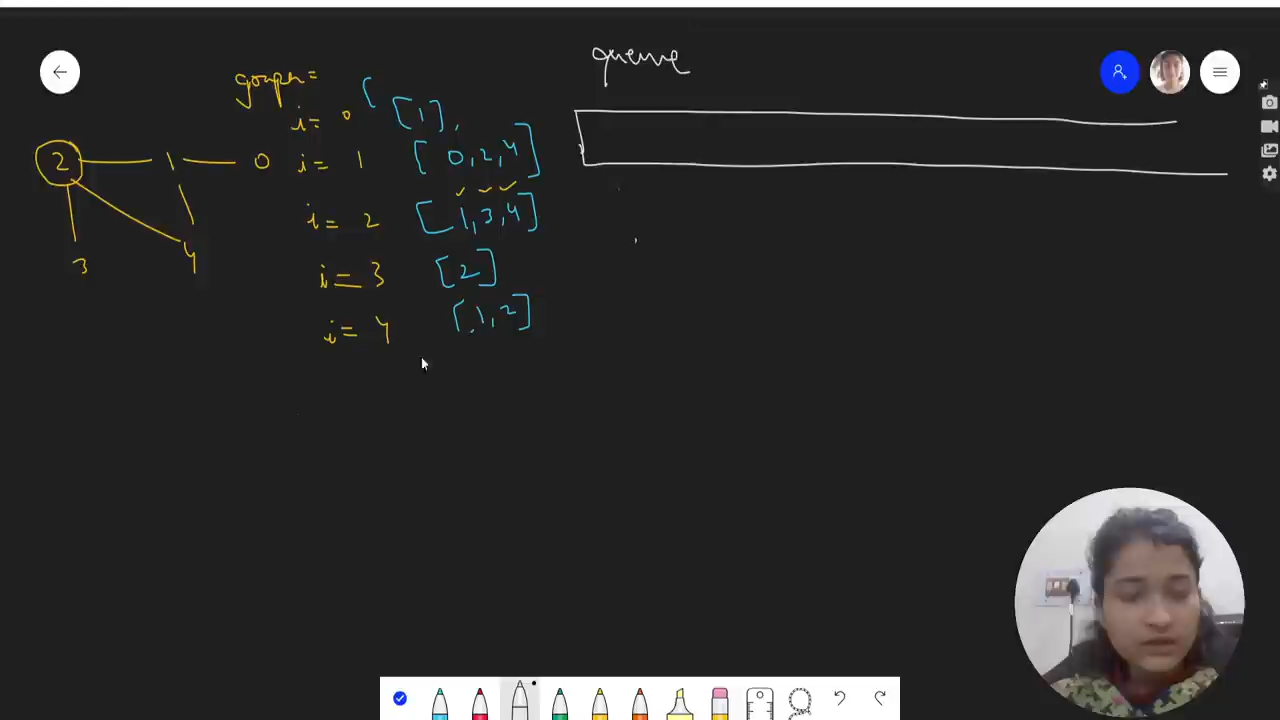 queue
graph =
[
i = 0 [1],
2 1 0
i = 1 [0,2,4]
i = 2 [1,3,4]
3 4
i = 3 [2]
i = 4 [1,2]